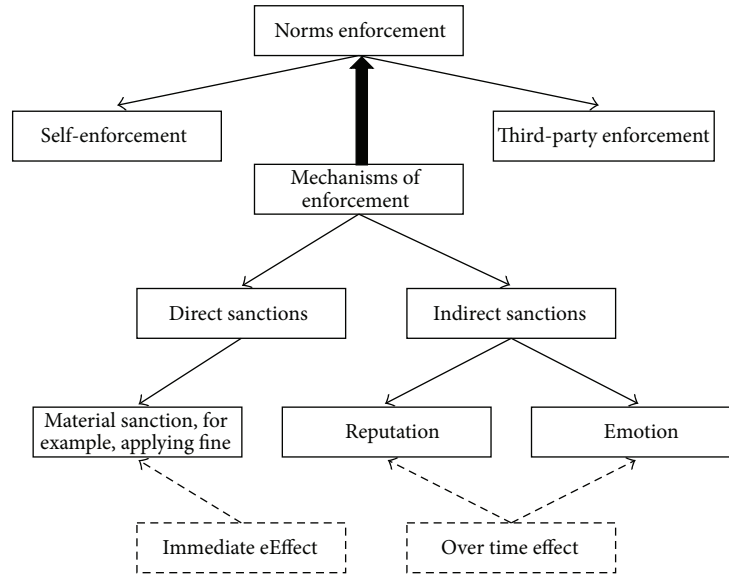 Norms enforcement
Self-enforcement
Third-party enforcement
Mechanisms of
enforcement
Direct sanctions
Indirect sanctions
Material sanction, for
example, applying fine
Reputation
Emotion
Immediate eEffect
Over time effect